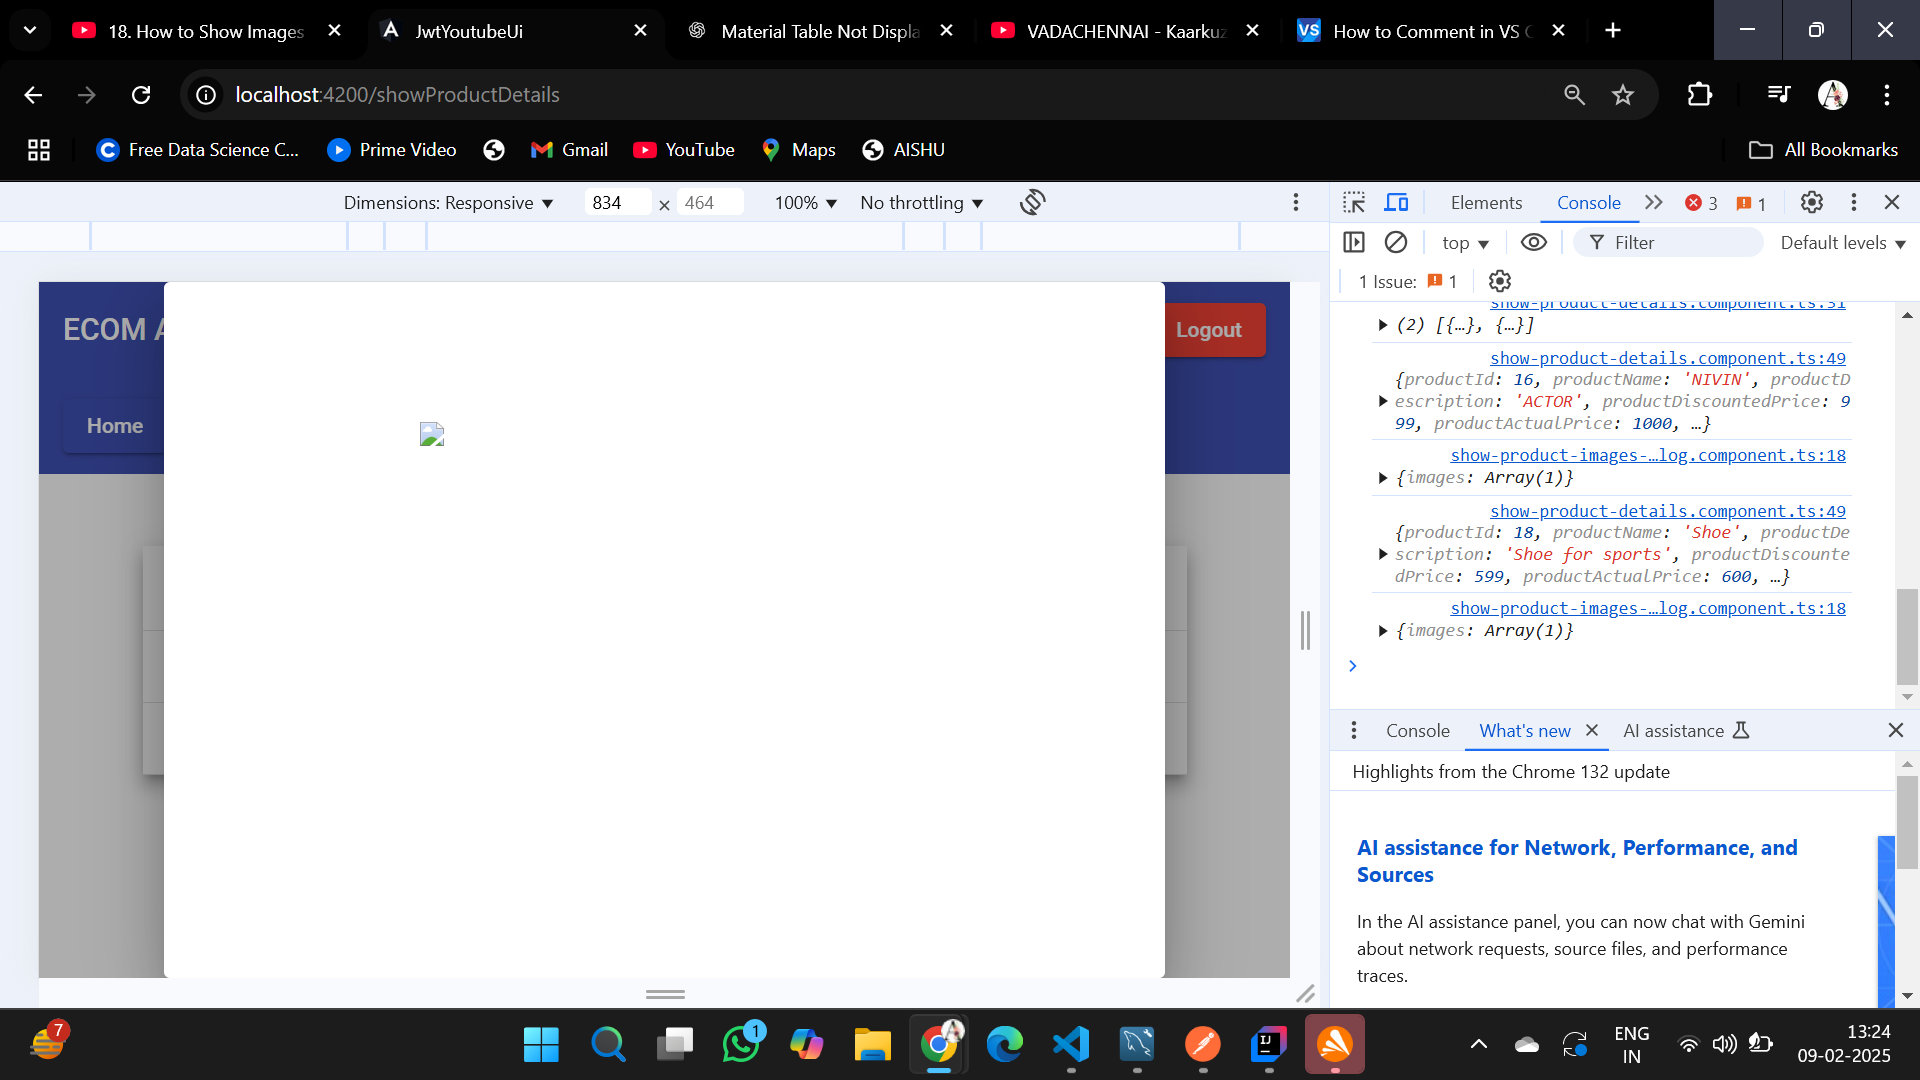 18. How to Show Images
JwtYoutubeUi
Material Table Not Displa
VADACHENNAI - Kaarkuz
How to Comment in VS C
localhost:4200/showProductDetails
Free Data Science C...
Prime Video
Gmail
YouTube
Maps
AISHU
All Bookmarks
Dimensions: Responsive
834 × 464
100%
No throttling
Elements
Console
3
1
top
Filter
Default levels
1 Issue: 1
ECOM A
Logout
Home
show-product-details.component.ts:31
(2) [{…}, {…}]
show-product-details.component.ts:49
{productId: 16, productName: 'NIVIN', productD
escription: 'ACTOR', productDiscountedPrice: 9
99, productActualPrice: 1000, …}
show-product-images-…log.component.ts:18
{images: Array(1)}
show-product-details.component.ts:49
{productId: 18, productName: 'Shoe', productDe
scription: 'Shoe for sports', productDiscounte
dPrice: 599, productActualPrice: 600, …}
show-product-images-…log.component.ts:18
{images: Array(1)}
Console
What's new
AI assistance
Highlights from the Chrome 132 update
AI assistance for Network, Performance, and
Sources
In the AI assistance panel, you can now chat with Gemini
about network requests, source files, and performance
traces.
7
1
ENG
IN
13:24
09-02-2025